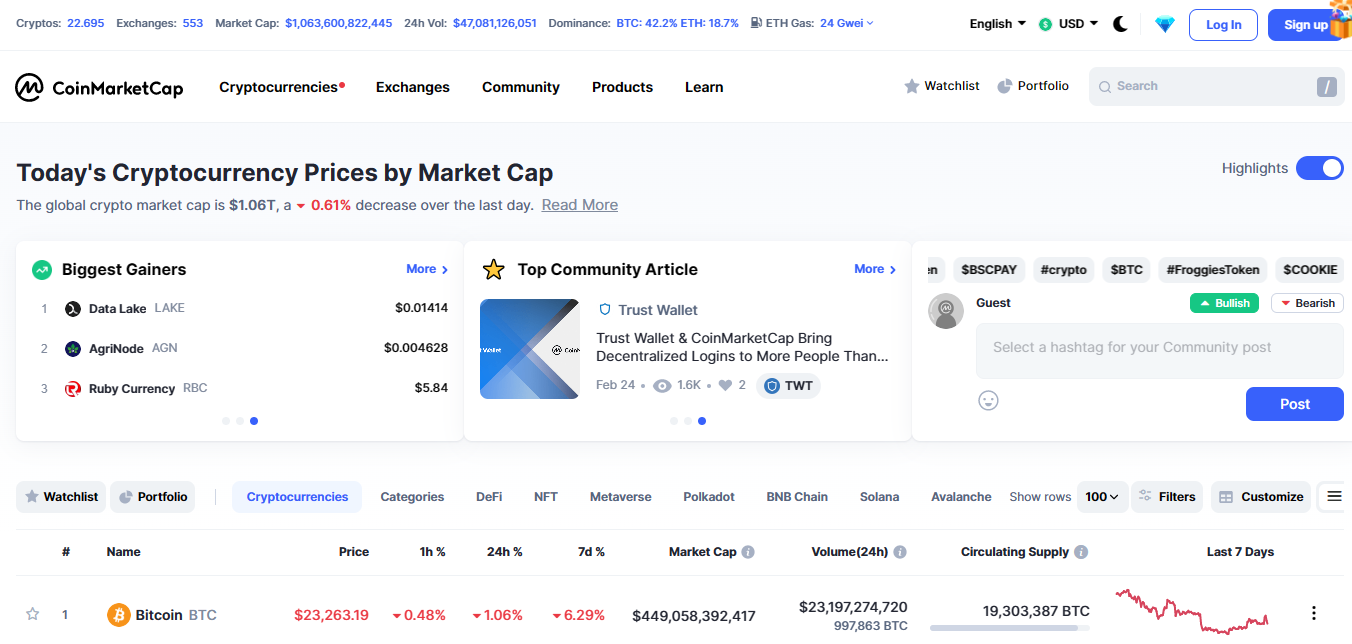 Cryptos: 22.695 Exchanges: 553 Market Cap: $1,063,600,822,445 24h Vol: $47,081,126,051 Dominance: BTC: 42.2% ETH: 18.7% ETH Gas: 24 Gwei English USD Log In Sign up
CoinMarketCap Cryptocurrencies Exchanges Community Products Learn Watchlist Portfolio Search /
Today's Cryptocurrency Prices by Market Cap Highlights
The global crypto market cap is $1.06T, a 0.61% decrease over the last day. Read More
Biggest Gainers More
1 Data Lake LAKE $0.01414
2 AgriNode AGN $0.004628
3 Ruby Currency RBC $5.84
Top Community Article More
Trust Wallet
Trust Wallet & CoinMarketCap Bring
Decentralized Logins to More People Than...
Feb 24 • 1.6K • 2 TWT
en $BSCPAY #crypto $BTC #FroggiesToken $COOKIE
Guest Bullish Bearish
Select a hashtag for your Community post
Post
Watchlist Portfolio Cryptocurrencies Categories DeFi NFT Metaverse Polkadot BNB Chain Solana Avalanche Show rows 100 Filters Customize
# Name Price 1h % 24h % 7d % Market Cap Volume(24h) Circulating Supply Last 7 Days
1 Bitcoin BTC $23,263.19 0.48% 1.06% 6.29% $449,058,392,417 $23,197,274,720 19,303,387 BTC
997,863 BTC